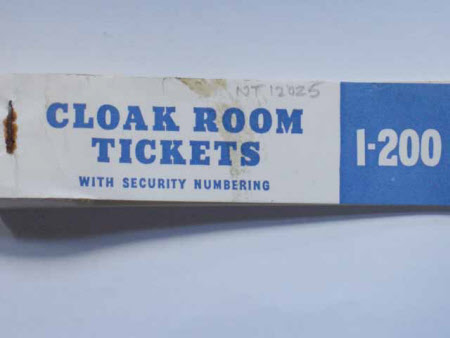 NT 12025
CLOAK ROOM
TICKETS
WITH SECURITY NUMBERING
1-200